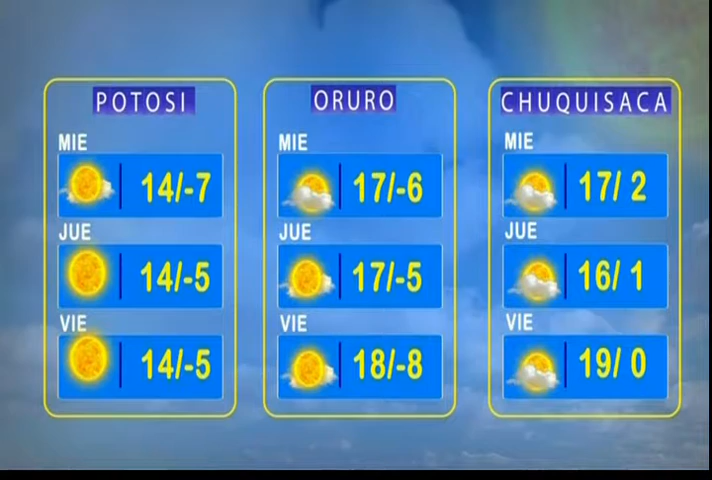 POTOSI
MIE
14/-7
JUE
14/-5
VIE
14/-5
ORURO
MIE
17/-6
JUE
17/-5
VIE
18/-8
CHUQUISACA
MIE
17/ 2
JUE
16/ 1
VIE
19/ 0